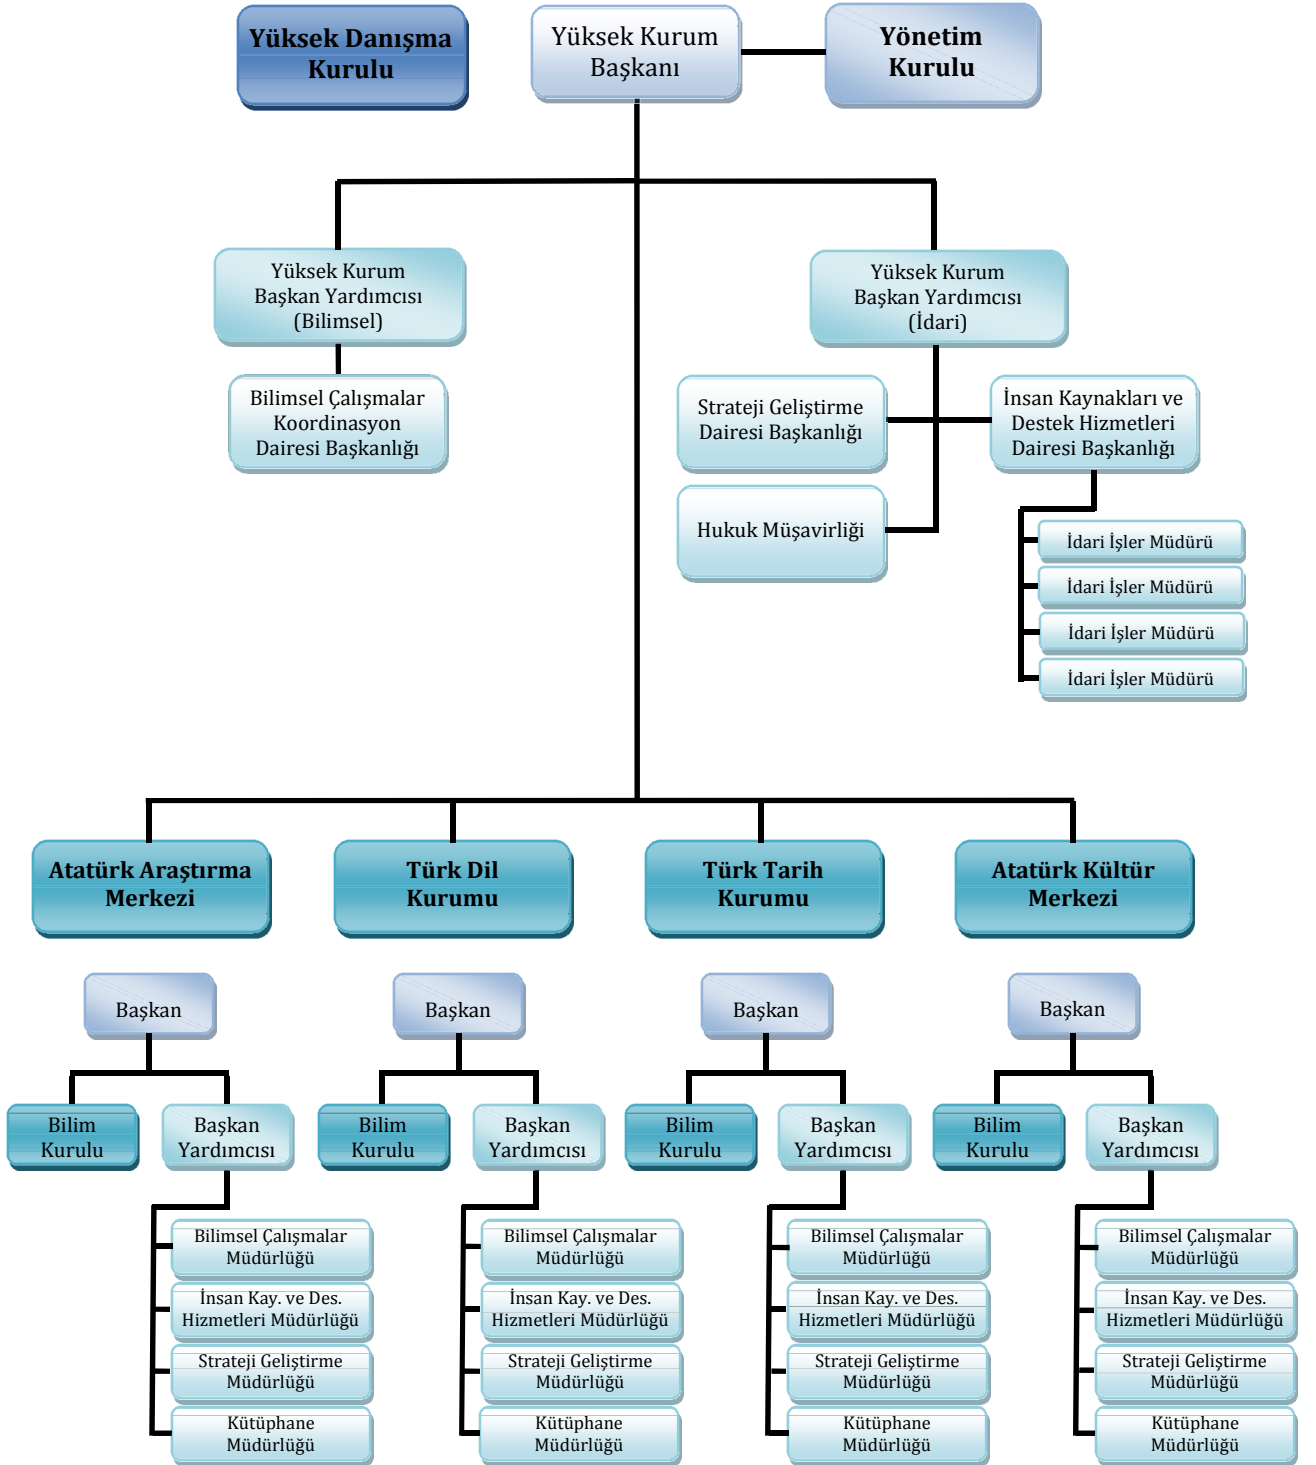 Yüksek Danışma
Kurulu
Yüksek Kurum
Başkanı
Yönetim
Kurulu
Yüksek Kurum
Başkan Yardımcısı
(Bilimsel)
Yüksek Kurum
Başkan Yardımcısı
(İdari)
Bilimsel Çalışmalar
Koordinasyon
Dairesi Başkanlığı
Strateji Geliştirme
Dairesi Başkanlığı
İnsan Kaynakları ve
Destek Hizmetleri
Dairesi Başkanlığı
Hukuk Müşavirliği
İdari İşler Müdürü
İdari İşler Müdürü
İdari İşler Müdürü
İdari İşler Müdürü
Atatürk Araştırma
Merkezi
Türk Dil
Kurumu
Türk Tarih
Kurumu
Atatürk Kültür
Merkezi
Başkan
Başkan
Başkan
Başkan
Bilim
Kurulu
Başkan
Yardımcısı
Bilim
Kurulu
Başkan
Yardımcısı
Bilim
Kurulu
Başkan
Yardımcısı
Bilim
Kurulu
Başkan
Yardımcısı
Bilimsel Çalışmalar
Müdürlüğü
İnsan Kay. ve Des.
Hizmetleri Müdürlüğü
Strateji Geliştirme
Müdürlüğü
Kütüphane
Müdürlüğü
Bilimsel Çalışmalar
Müdürlüğü
İnsan Kay. ve Des.
Hizmetleri Müdürlüğü
Strateji Geliştirme
Müdürlüğü
Kütüphane
Müdürlüğü
Bilimsel Çalışmalar
Müdürlüğü
İnsan Kay. ve Des.
Hizmetleri Müdürlüğü
Strateji Geliştirme
Müdürlüğü
Kütüphane
Müdürlüğü
Bilimsel Çalışmalar
Müdürlüğü
İnsan Kay. ve Des.
Hizmetleri Müdürlüğü
Strateji Geliştirme
Müdürlüğü
Kütüphane
Müdürlüğü